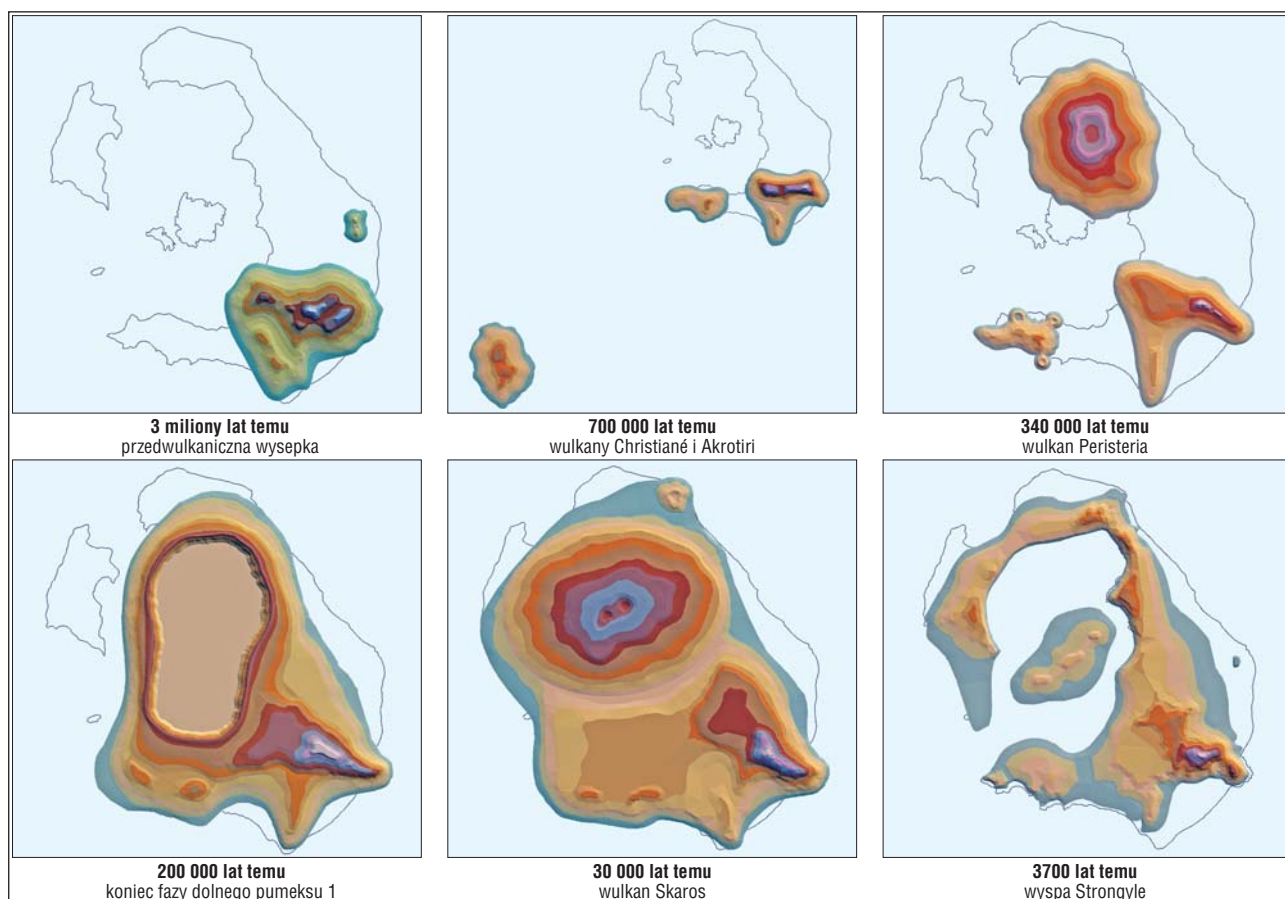 3 miliony lat temu
przedwulkaniczna wysepka
700 000 lat temu
wulkany Christiané i Akrotiri
340 000 lat temu
wulkan Peristeria
200 000 lat temu
koniec fazy dolnego pumeksu 1
30 000 lat temu
wulkan Skaros
3700 lat temu
wyspa Strongyle